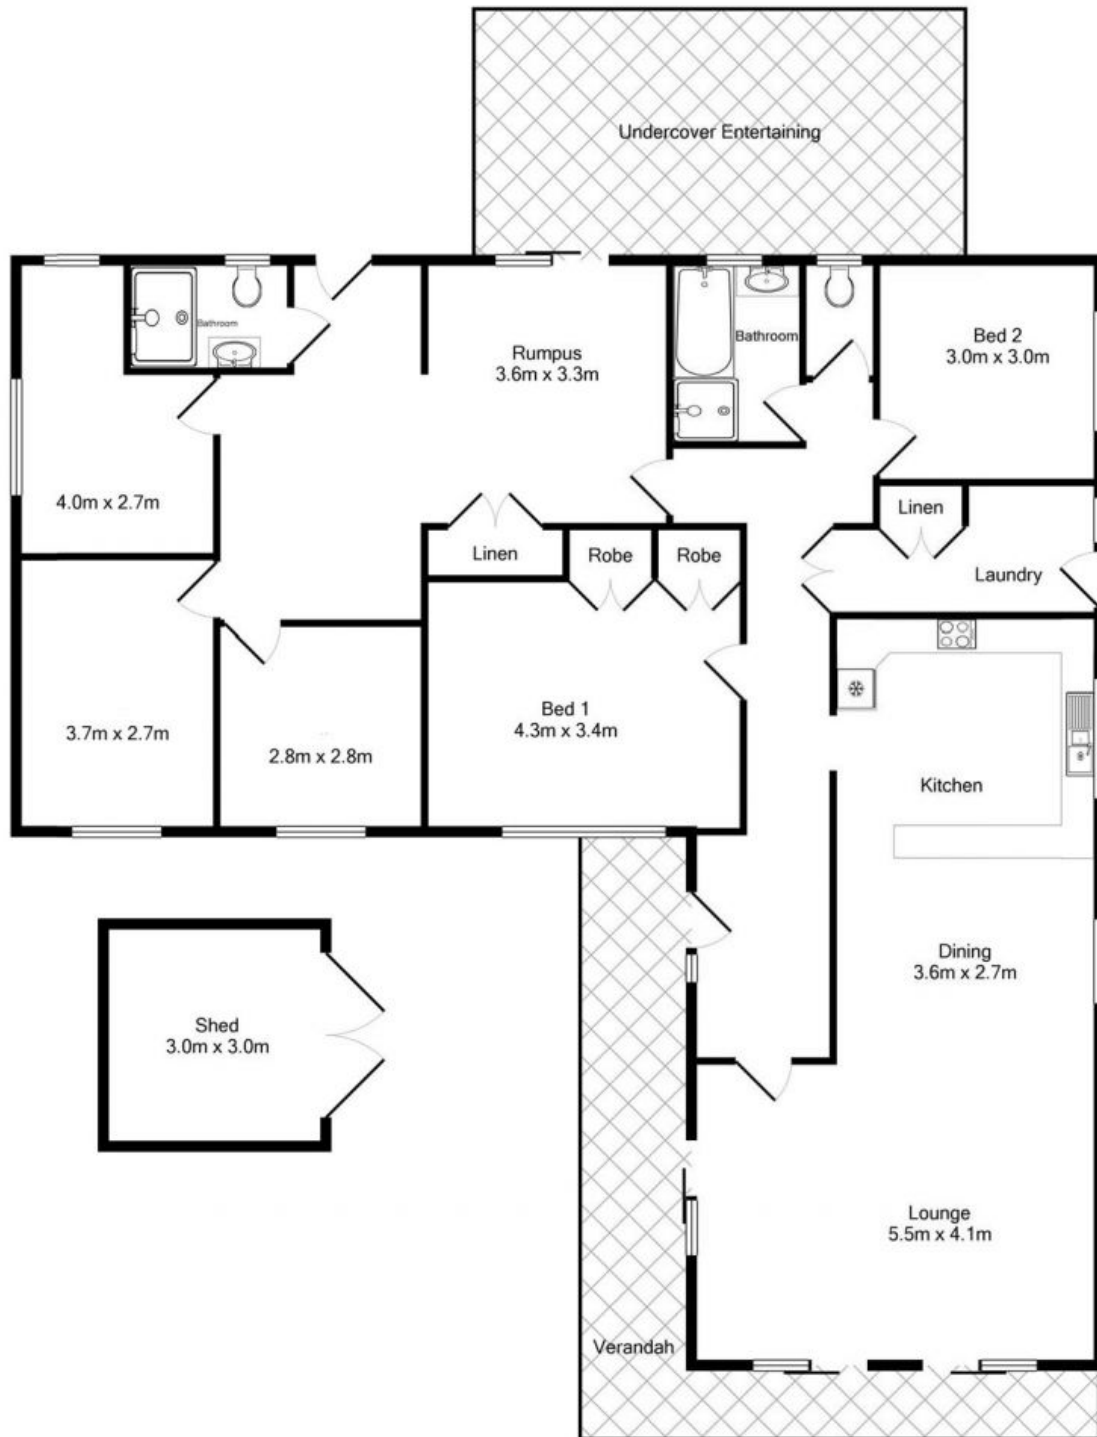 Undercover Entertaining
Bathroom
Rumpus
3.6m x 3.3m
Bathroom
Bed 2
3.0m x 3.0m
4.0m x 2.7m
Linen
Robe
Robe
Linen
Laundry
3.7m x 2.7m
2.8m x 2.8m
Bed 1
4.3m x 3.4m
Kitchen
Dining
3.6m x 2.7m
Shed
3.0m x 3.0m
Lounge
5.5m x 4.1m
Verandah